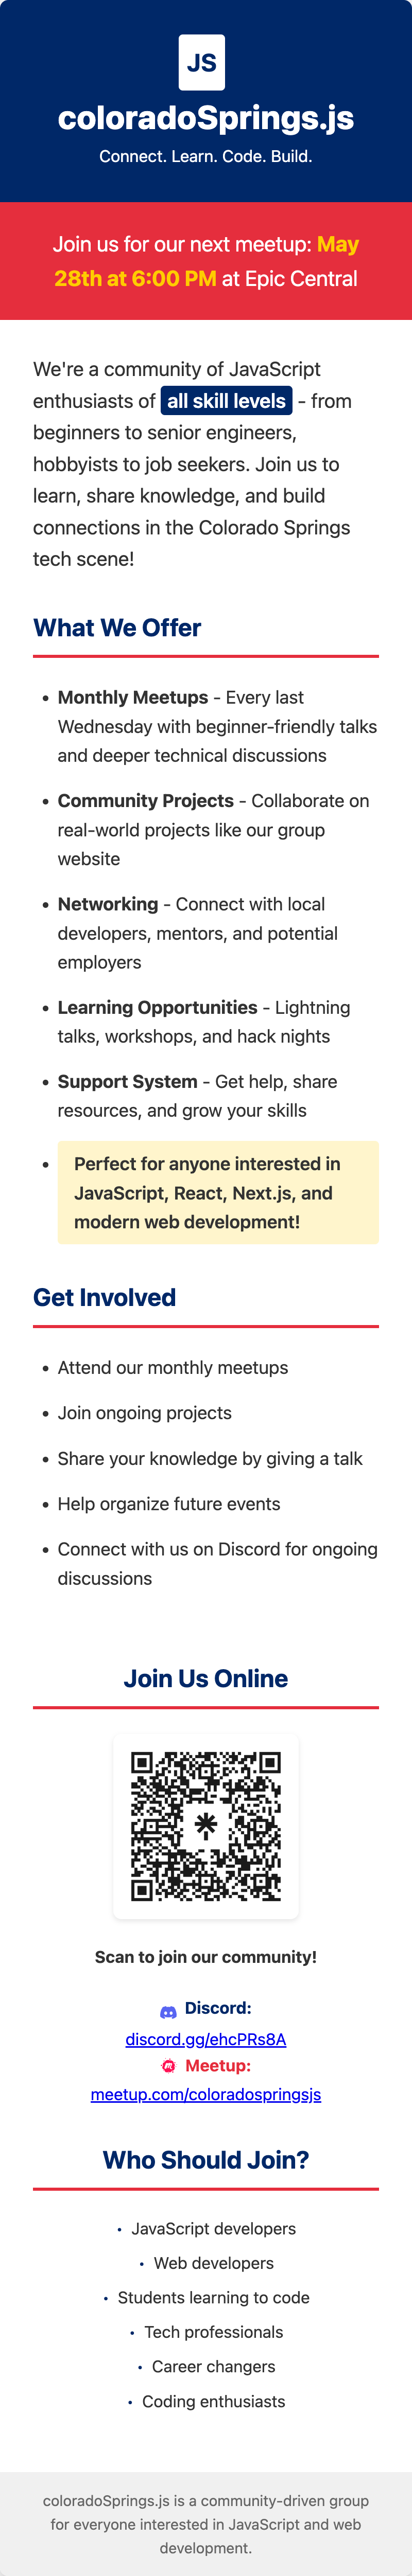 JS
coloradoSprings.js
Connect. Learn. Code. Build.
Join us for our next meetup: May
28th at 6:00 PM at Epic Central
We're a community of JavaScript
enthusiasts of all skill levels - from
beginners to senior engineers,
hobbyists to job seekers. Join us to
learn, share knowledge, and build
connections in the Colorado Springs
tech scene!
What We Offer
• Monthly Meetups - Every last
Wednesday with beginner-friendly talks
and deeper technical discussions
• Community Projects - Collaborate on
real-world projects like our group
website
• Networking - Connect with local
developers, mentors, and potential
employers
• Learning Opportunities - Lightning
talks, workshops, and hack nights
• Support System - Get help, share
resources, and grow your skills
• Perfect for anyone interested in
JavaScript, React, Next.js, and
modern web development!
Get Involved
• Attend our monthly meetups
• Join ongoing projects
• Share your knowledge by giving a talk
• Help organize future events
• Connect with us on Discord for ongoing
discussions
Join Us Online
Scan to join our community!
Discord:
discord.gg/ehcPRs8A
Meetup:
meetup.com/coloradospringsjs
Who Should Join?
• JavaScript developers
• Web developers
• Students learning to code
• Tech professionals
• Career changers
• Coding enthusiasts
coloradoSprings.js is a community-driven group
for everyone interested in JavaScript and web
development.